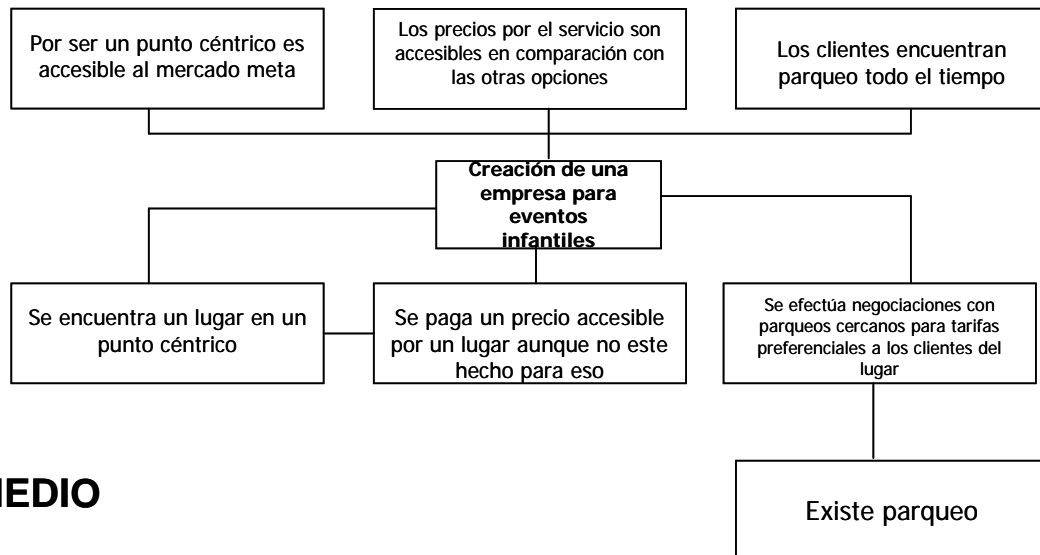 Por ser un punto céntrico es
accesible al mercado meta
Los precios por el servicio son
accesibles en comparación con
las otras opciones
Los clientes encuentran
parqueo todo el tiempo
Creación de una
empresa para
eventos
infantiles
Se encuentra un lugar en un
punto céntrico
Se paga un precio accesible
por un lugar aunque no este
hecho para eso
Se efectúa negociaciones con
parqueos cercanos para tarifas
preferenciales a los clientes del
lugar
EDIO
Existe parqueo